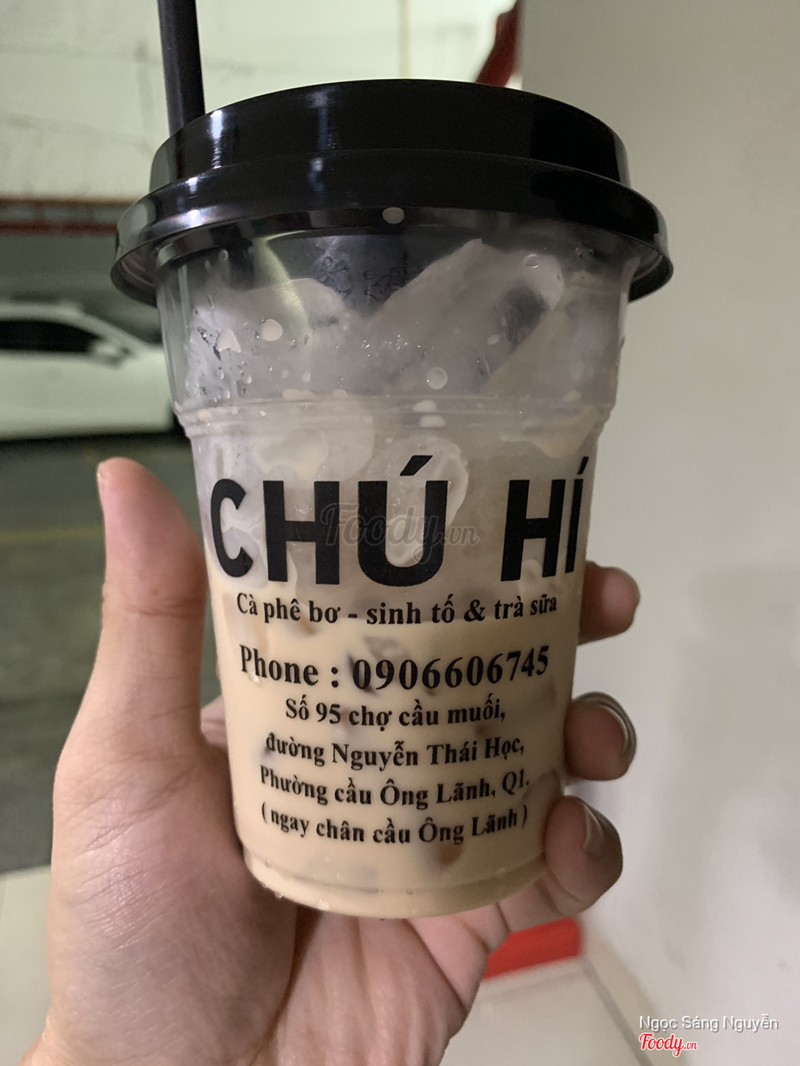 CHÚ HÍ
Foody.vn
Cà phê bơ - sinh tố & trà sữa
Phone : 0906606745
Số 95 chợ cầu muối,
đường Nguyễn Thái Học,
Phường cầu Ông Lãnh, Q1.
( ngay chân cầu Ông Lãnh )
Ngọc Sáng Nguyễn
Foody.vn